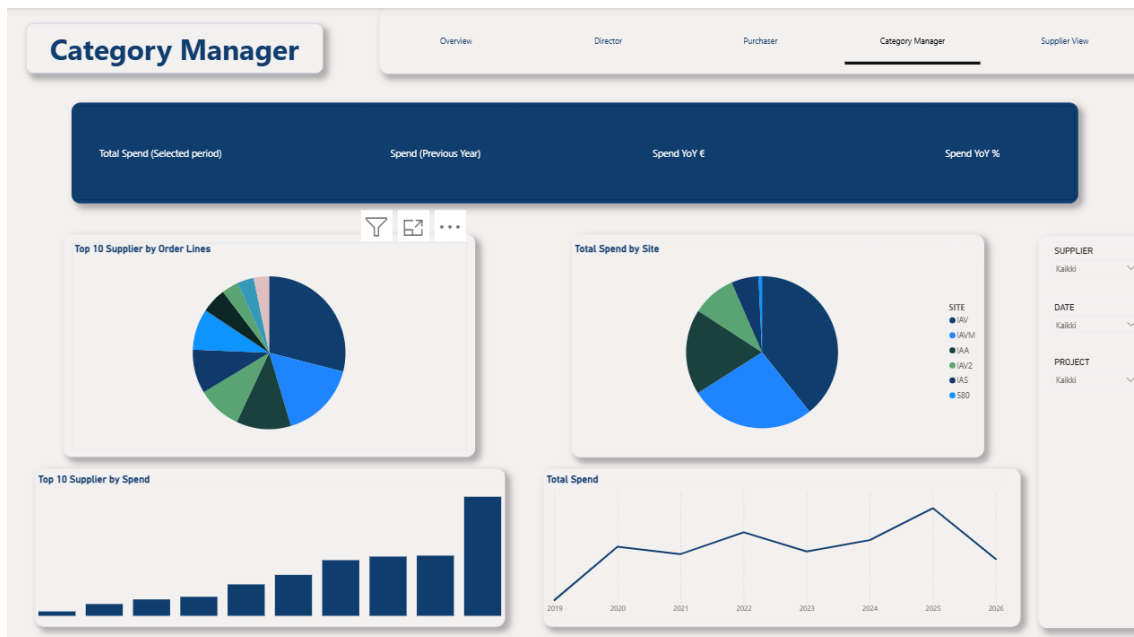 Category Manager
Overview
Director
Purchaser
Category Manager
Supplier View
Total Spend (Selected period)
Spend (Previous Year)
Spend YoY €
Spend YoY %
Top 10 Supplier by Order Lines
Total Spend by Site
SITE
IAV
IAVM
IAA
IAV2
IAS
580
SUPPLIER
Kaikki
DATE
Kaikki
PROJECT
Kaikki
Top 10 Supplier by Spend
Total Spend
2019 2020 2021 2022 2023 2024 2025 2026